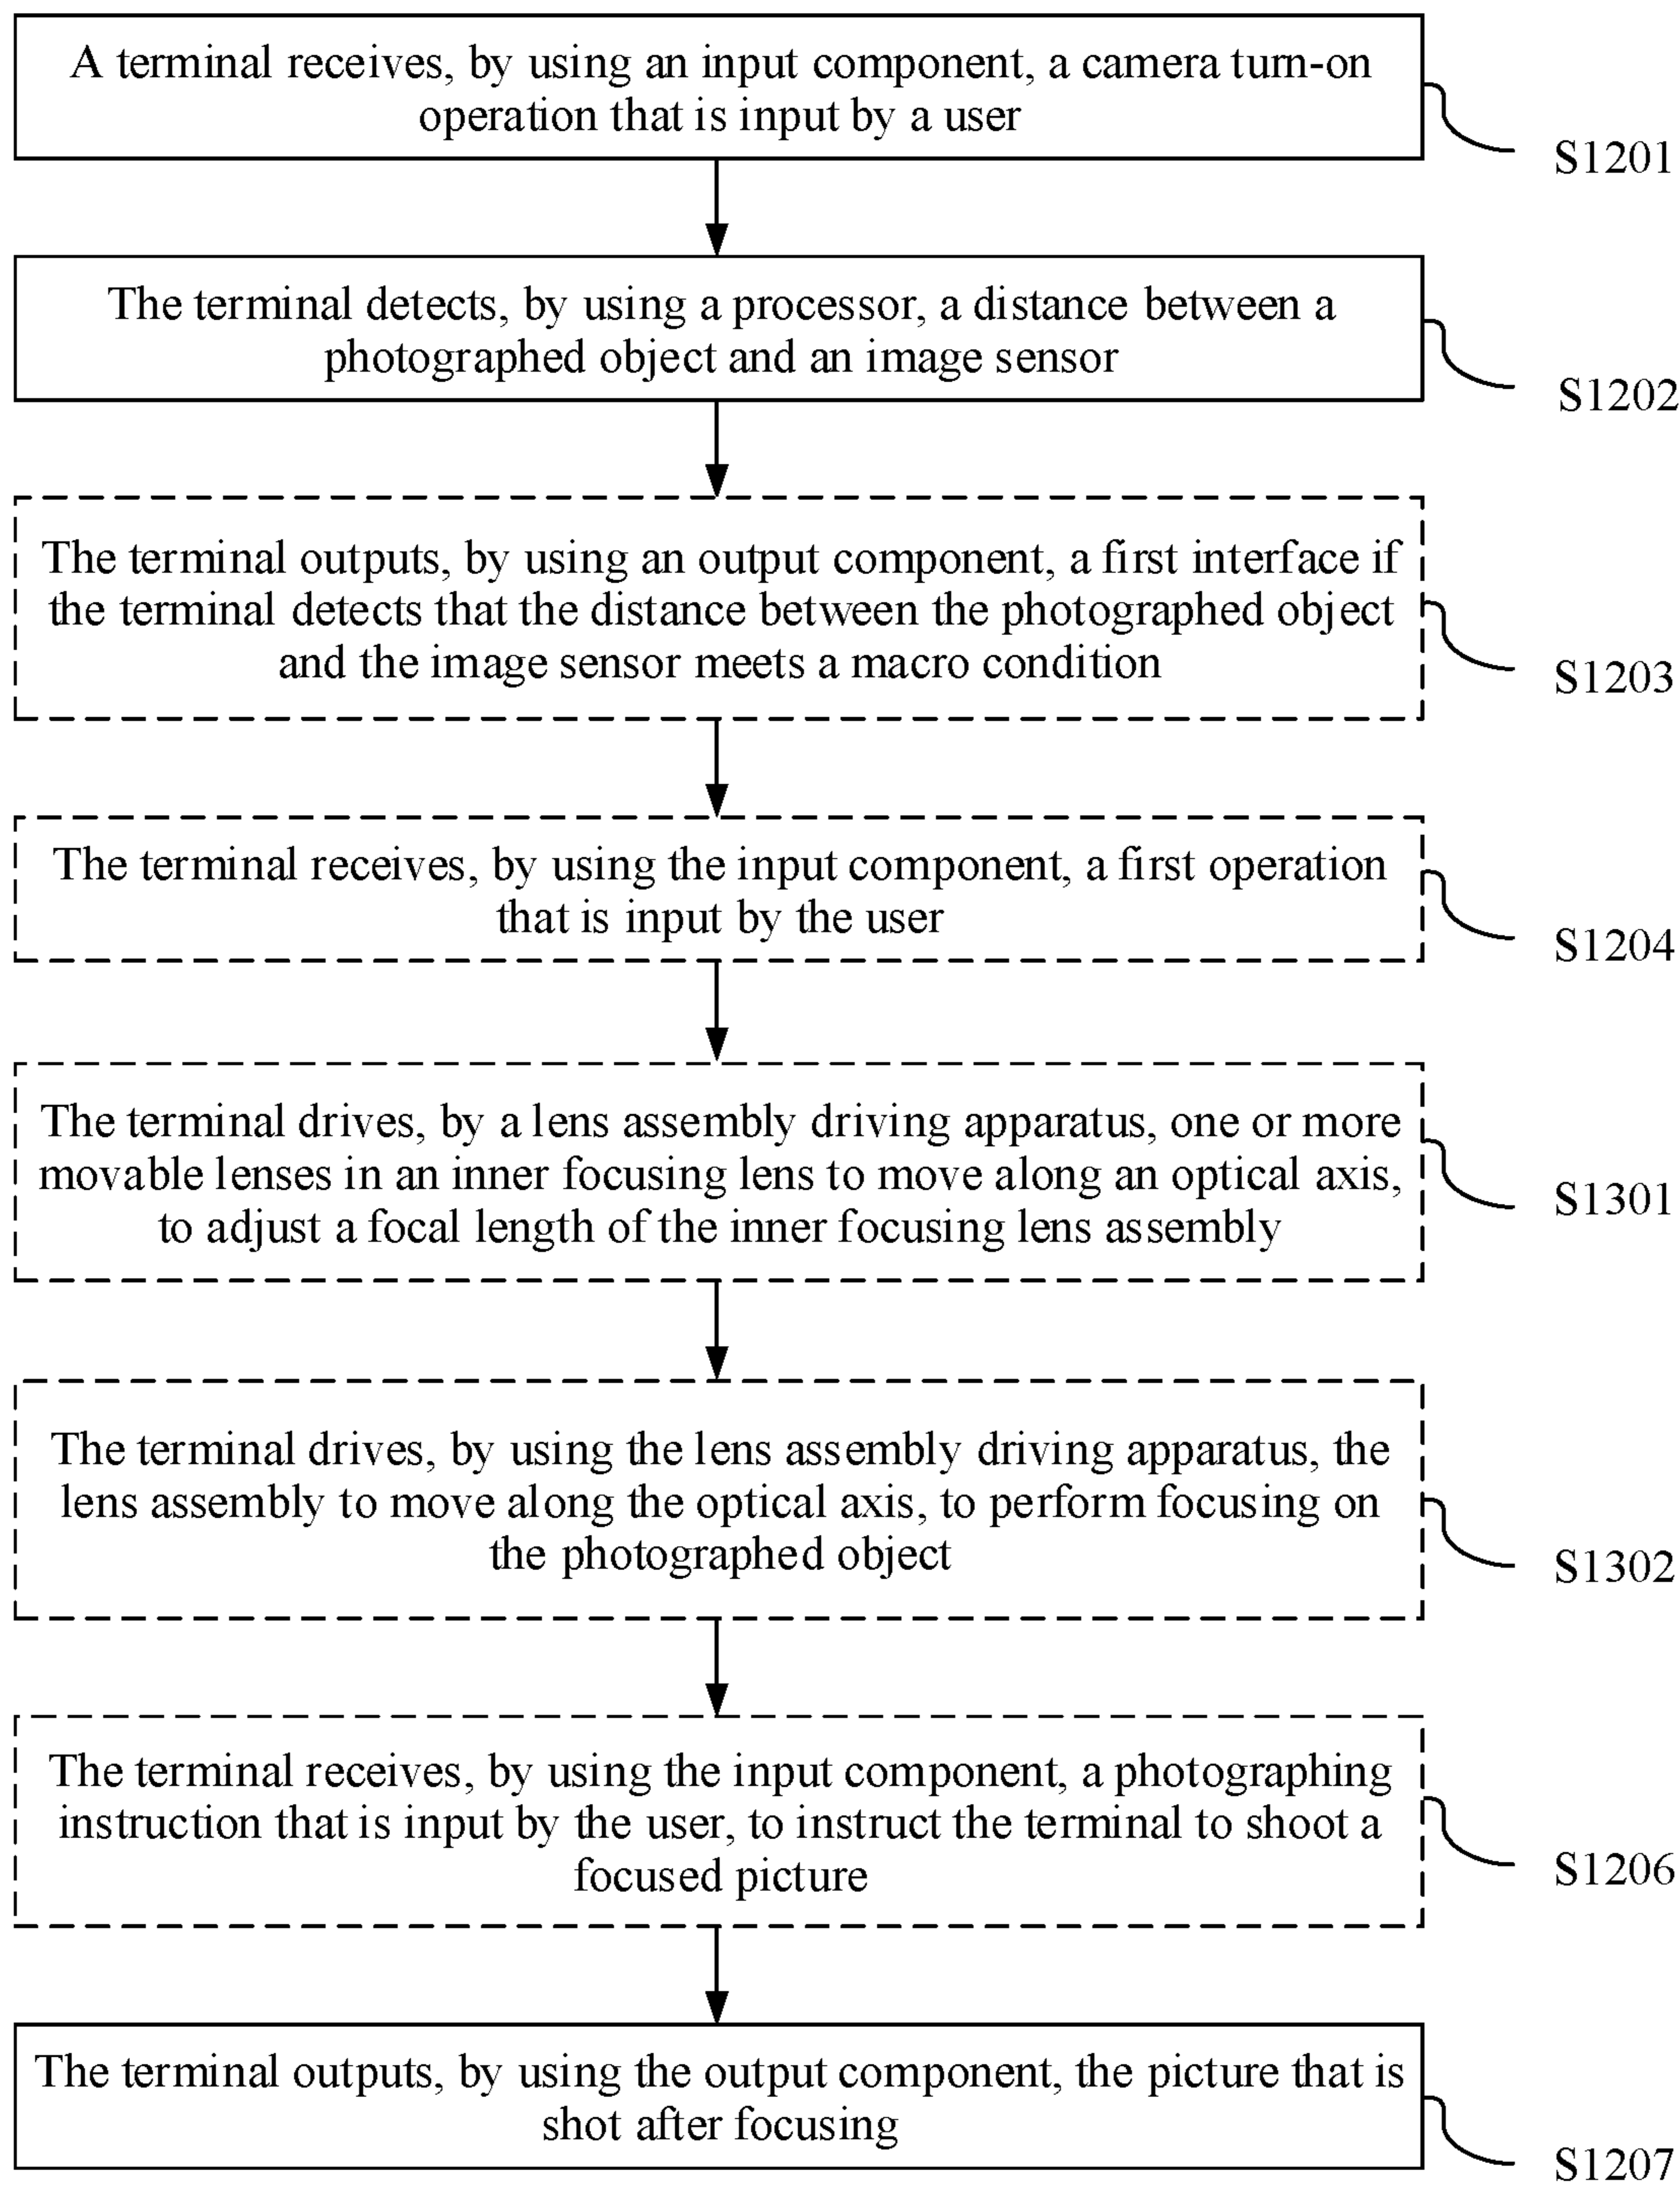 A terminal receives, by using an input component, a camera turn-on
operation that is input by a user
S1201
The terminal detects, by using a processor, a distance between a
photographed object and an image sensor
S1202
The terminal outputs, by using an output component, a first interface if
the terminal detects that the distance between the photographed object
and the image sensor meets a macro condition
S1203
The terminal receives, by using the input component, a first operation
that is input by the user
S1204
The terminal drives, by a lens assembly driving apparatus, one or more
movable lenses in an inner focusing lens to move along an optical axis,
to adjust a focal length of the inner focusing lens assembly
S1301
The terminal drives, by using the lens assembly driving apparatus, the
lens assembly to move along the optical axis, to perform focusing on
the photographed object
S1302
The terminal receives, by using the input component, a photographing
instruction that is input by the user, to instruct the terminal to shoot a
focused picture
S1206
The terminal outputs, by using the output component, the picture that is
shot after focusing
S1207